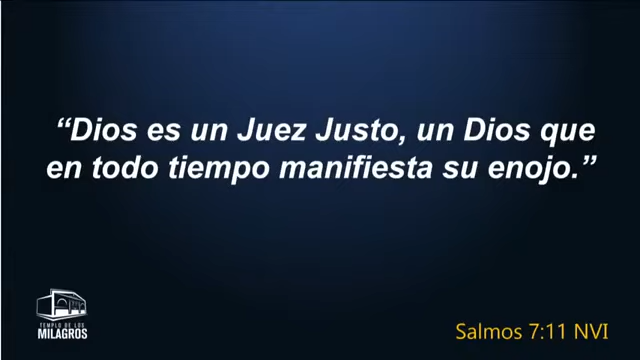 “Dios es un Juez Justo, un Dios que
en todo tiempo manifiesta su enojo.”
TEMPLO DE LOS
MILAGROS
Salmos 7:11 NVI